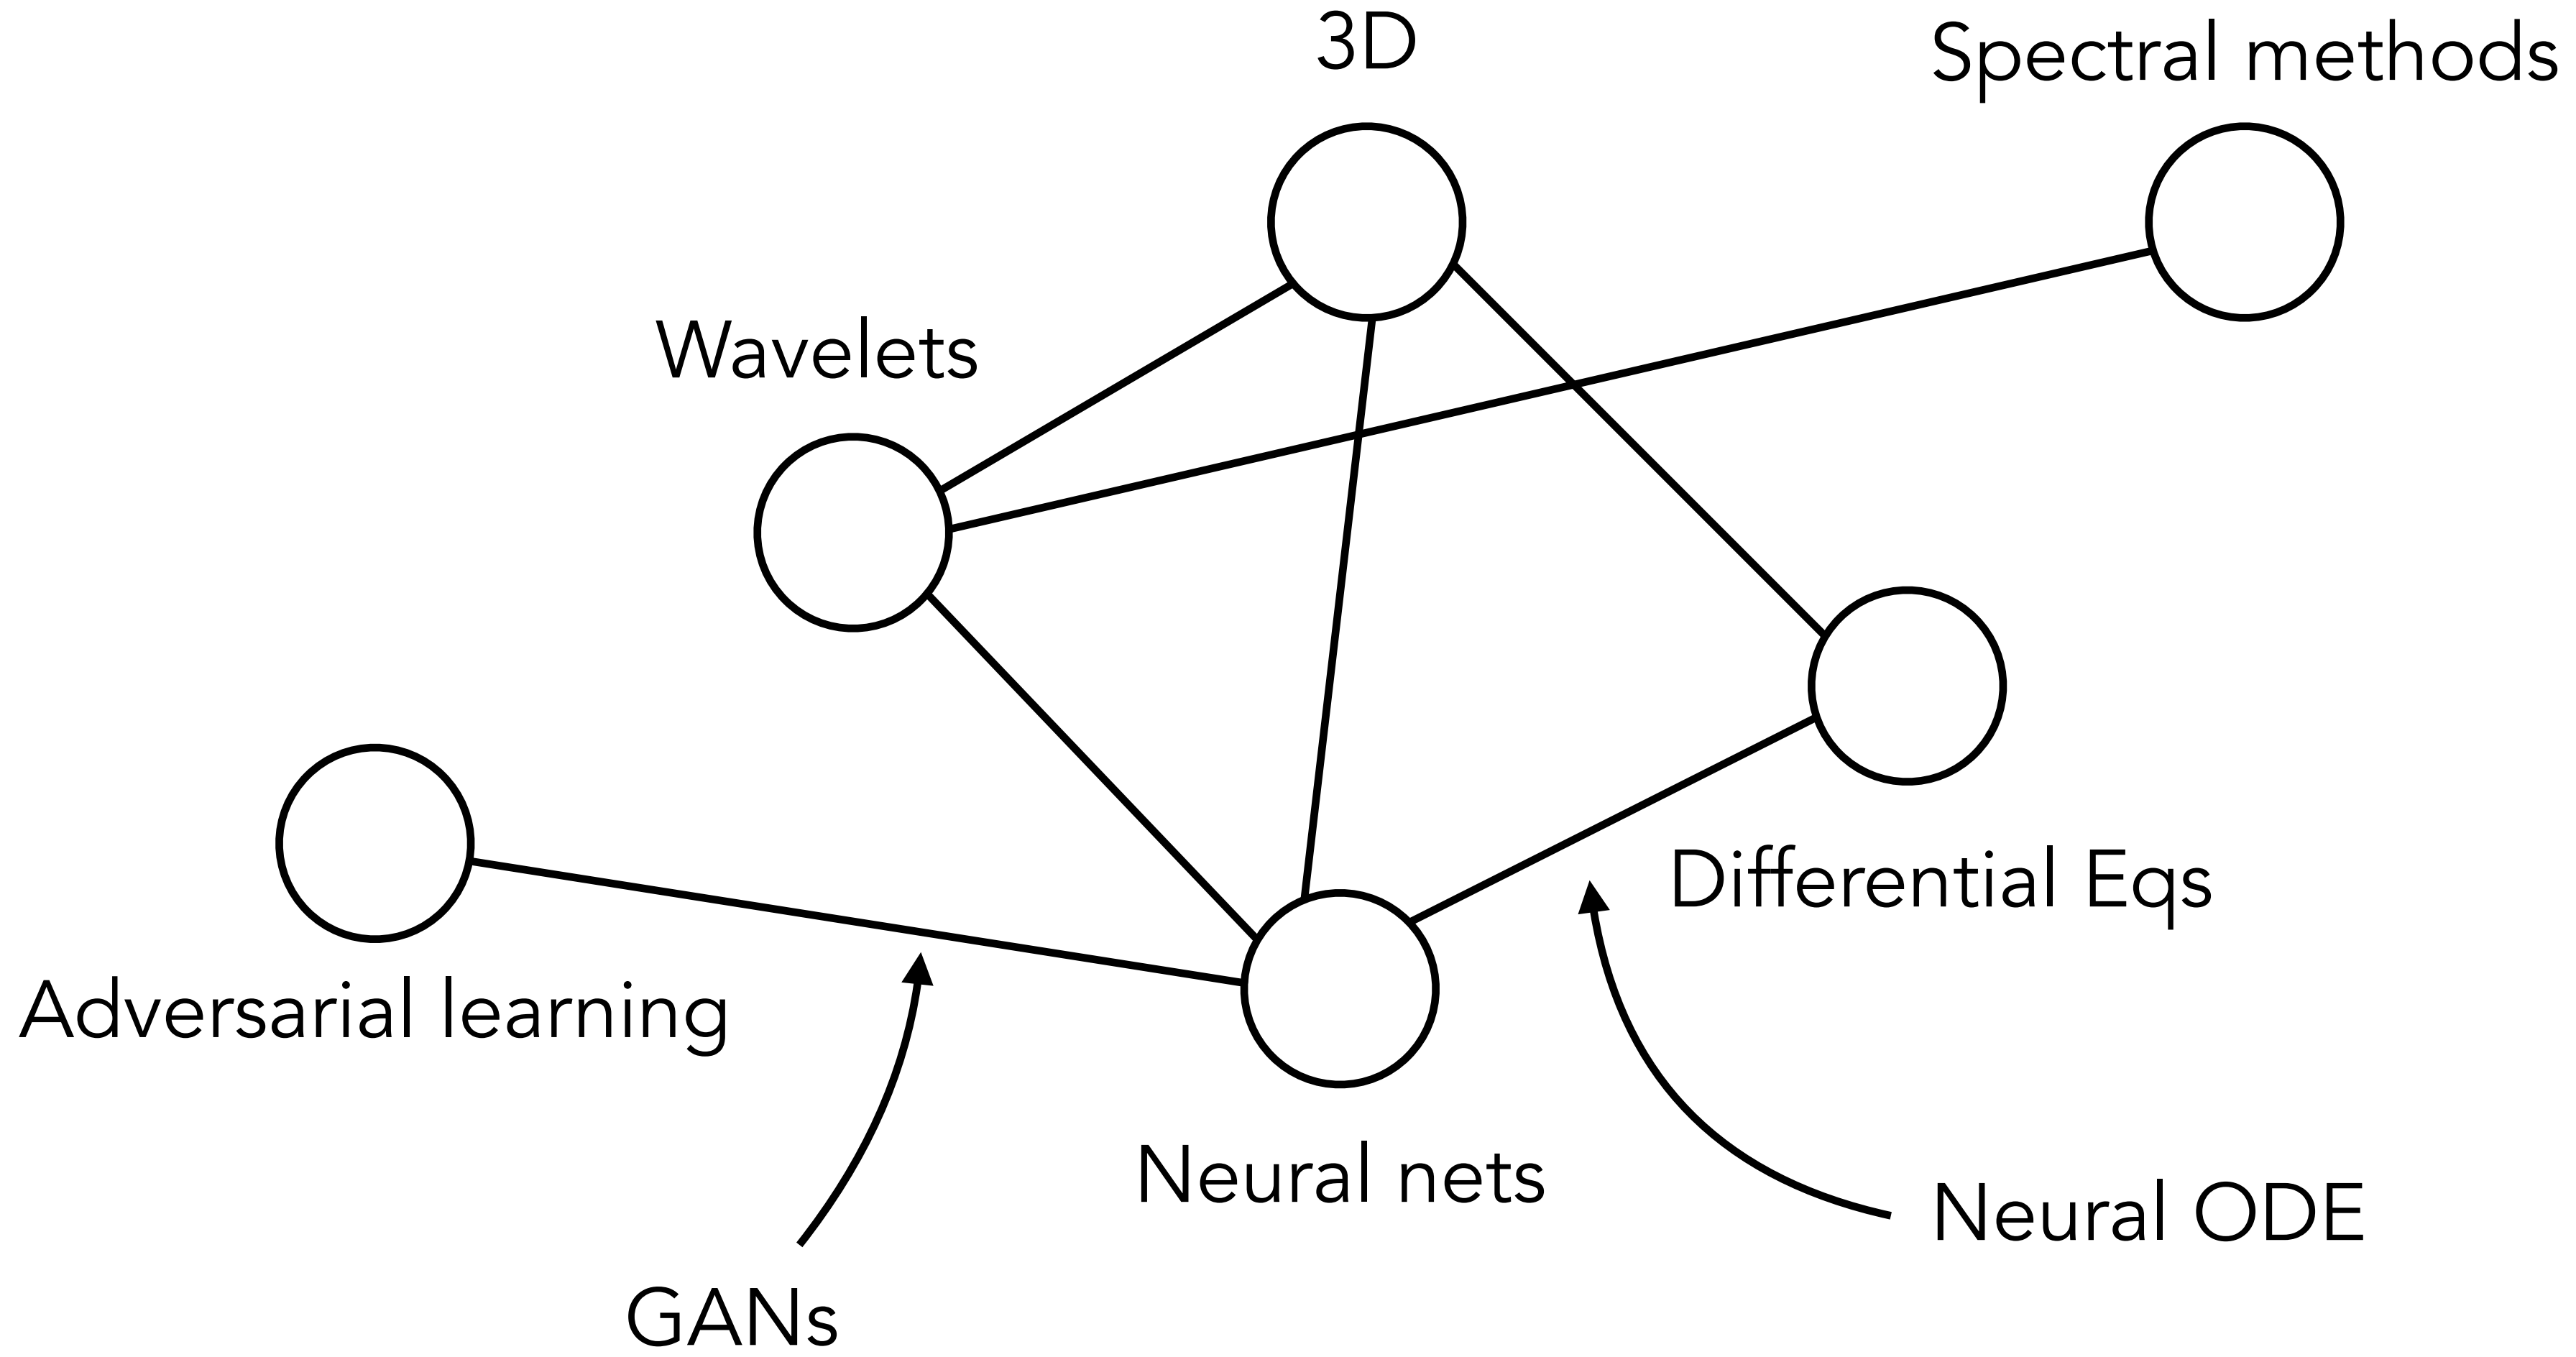 3D
Spectral methods
Wavelets
Differential Eqs
Adversarial learning
Neural nets
Neural ODE
GANs